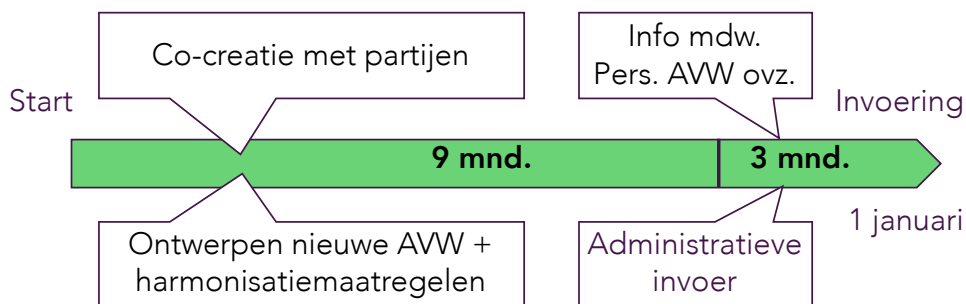 Co-creatie met partijen
Info mdw.
Pers. AVW ovz.
Start
Invoering
9 mnd.
3 mnd.
1 januari
Ontwerpen nieuwe AVW +
harmonisatiemaatregelen
Administratieve
invoer